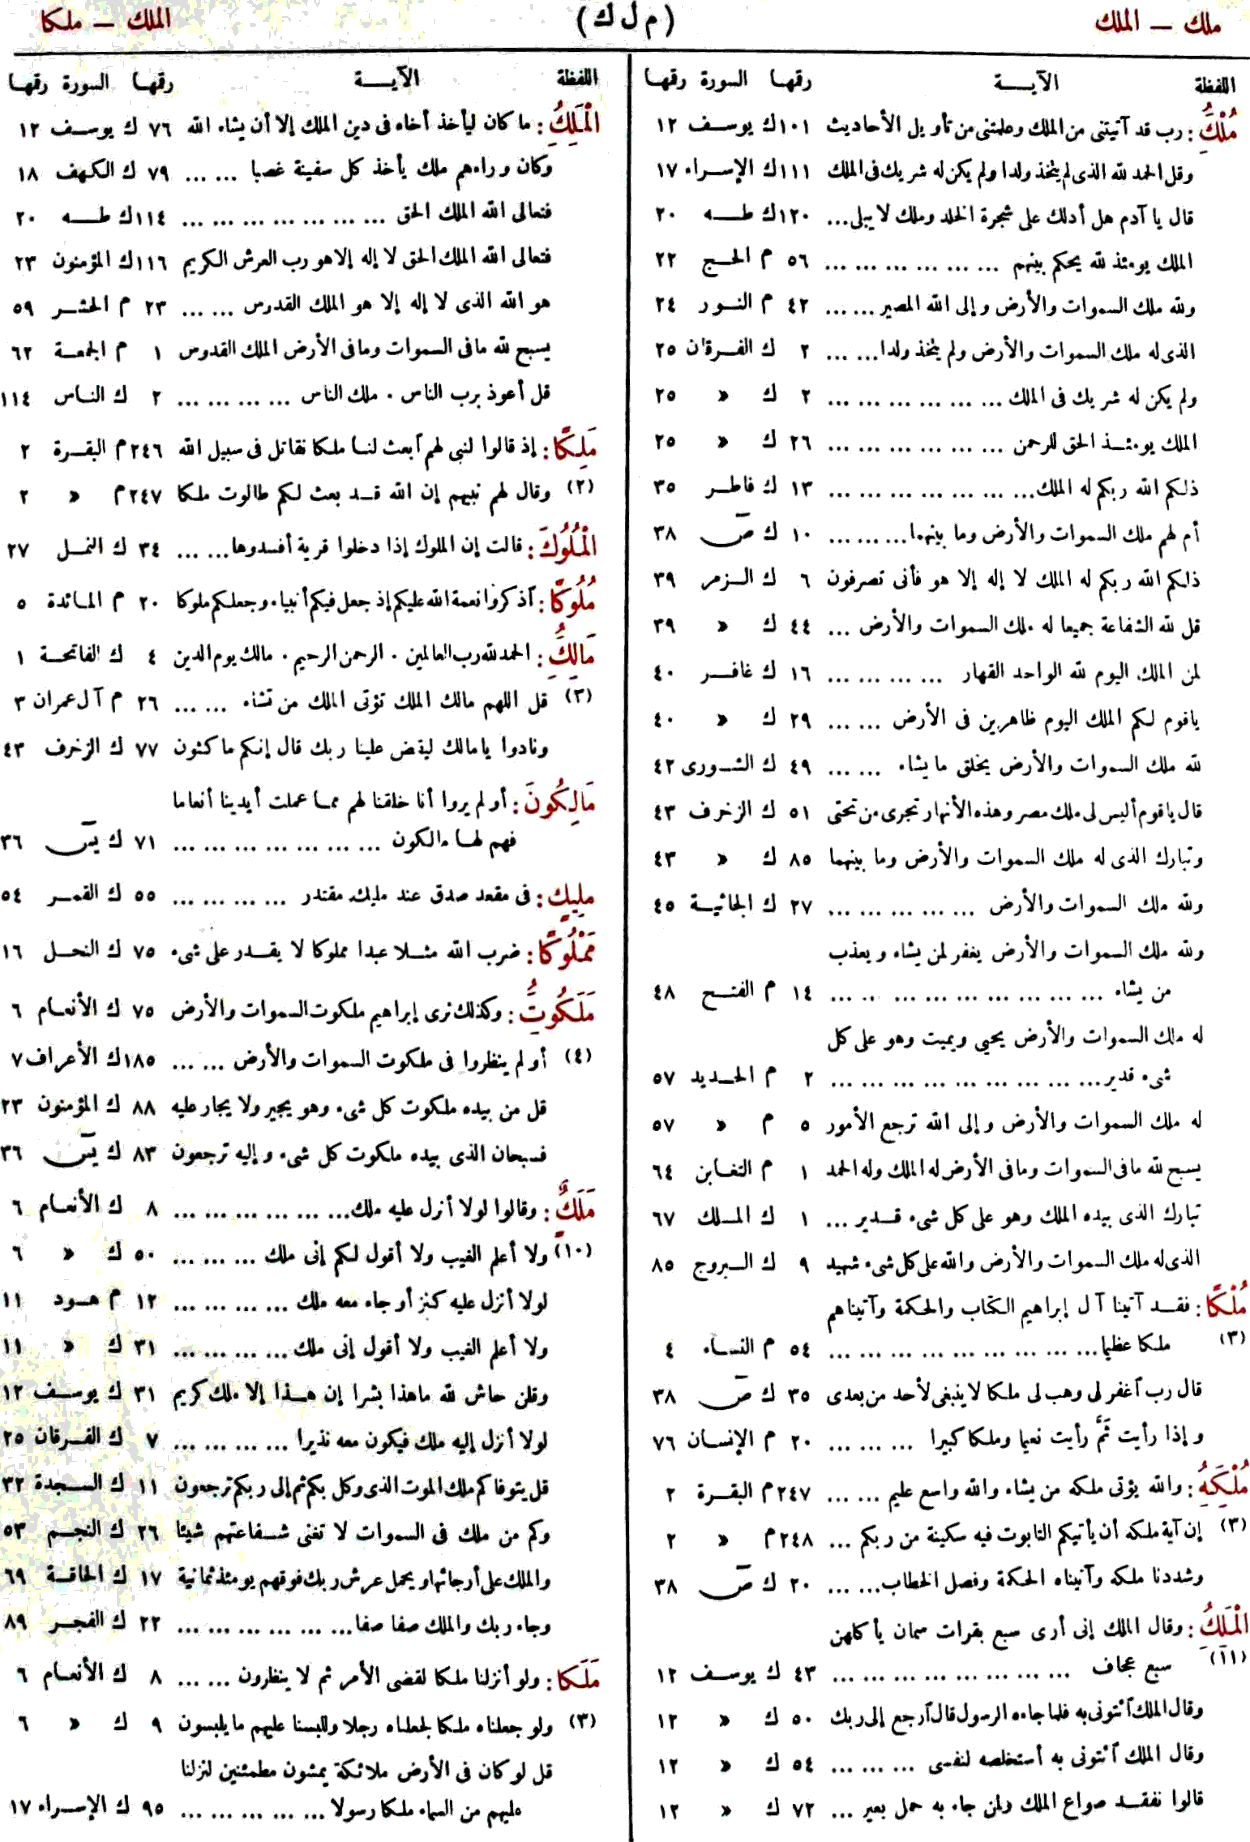 ملك — الملك
(م ل ك)
الملك — ملكا
اللفظة الآيـــة رقمها السورة رقمها
مُلْكِ : رب قد آتيتنى من الملك وعلمتنى من تأويل الأحاديث ١٠١ ك يوسف ١٢
وقل الحمد لله الذى لم يتخذ ولدا ولم يكن له شريك فى الملك ١١١ ك الإسراء ١٧
قال يا آدم هل أدلك على شجرة الخلد وملك لا يبلى ... ١٢٠ ك طه ٢٠
الملك يومئذ لله يحكم بينهم ... ... ... ... ... ... ٥٦ م الحج ٢٢
ولله ملك السموات والأرض وإلى الله المصير ... ... ٤٢ م النور ٢٤
الذى له ملك السموات والأرض ولم يتخذ ولدا ... ... ٢ ك الفرقان ٢٥
ولم يكن له شريك فى الملك ... ... ... ... ... ... ٢ ك » ٢٥
الملك يومئذ الحق للرحمن ... ... ... ... ... ... ٢٦ ك » ٢٥
ذلكم الله ربكم له الملك ... ... ... ... ... ... ١٣ ك فاطر ٣٥
أم لهم ملك السموات والأرض وما بينهما ... ... ... ١٠ ك صٓ ٣٨
ذلكم الله ربكم له الملك لا إله إلا هو فأنى تصرفون ٦ ك الزمر ٣٩
قل لله الشفاعة جميعا له ملك السموات والأرض ... ٤٤ ك » ٣٩
لمن الملك اليوم لله الواحد القهار ... ... ... ... ١٦ ك غافر ٤٠
ياقوم لكم الملك اليوم ظاهرين فى الأرض ... ... ٢٩ ك » ٤٠
لله ملك السموات والأرض يخلق ما يشاء ... ... ٤٩ ك الشورى ٤٢
قال ياقوم أليس لى ملك مصر وهذه الأنهار تجرى من تحتى ٥١ ك الزخرف ٤٣
وتبارك الذى له ملك السموات والأرض وما بينهما ٨٥ ك » ٤٣
ولله ملك السموات والأرض ... ... ... ... ... ٢٧ ك الجاثية ٤٥
ولله ملك السموات والأرض يغفر لمن يشاء ويعذب
من يشاء ... ... ... ... ... ... ... ... ... ١٤ م الفتح ٤٨
له ملك السموات والأرض يحيى ويميت وهو على كل
شىء قدير ... ... ... ... ... ... ... ... ... ٢ م الحديد ٥٧
له ملك السموات والأرض وإلى الله ترجع الأمور ٥ م » ٥٧
يسبح لله مافى السموات ومافى الأرض له الملك وله الحمد ١ م التغابن ٦٤
تبارك الذى بيده الملك وهو على كل شىء قدير ... ١ ك الملك ٦٧
الذى له ملك السموات والأرض والله على كل شىء شهيد ٩ ك البروج ٨٥
مُلْكًا : فقد آتينا آل إبراهيم الكتاب والحكمة وآتيناهم
(٣) ملكا عظيما ... ... ... ... ... ... ... ... ... ٥٤ م النساء ٤
قال رب آغفر لى وهب لى ملكا لا ينبغى لأحد من بعدى ٣٥ ك صٓ ٣٨
وإذا رأيت ثَمَّ رأيت نعيما وملكا كبيرا ... ... ... ٢٠ م الإنسان ٧٦
مُلْكَهُ : والله يؤتى ملكه من يشاء والله واسع عليم ... ... ٢٤٧ م البقرة ٢
(٣) إن آية ملكه أن يأتيكم التابوت فيه سكينة من ربكم ... ٢٤٨ م » ٢
وشددنا ملكه وآتيناه الحكمة وفصل الخطاب ... ... ٢٠ ك صٓ ٣٨
الْمَلِكُ : وقال الملك إنى أرى سبع بقرات سمان يأكلهن
(١١) سبع عجاف ... ... ... ... ... ... ... ... ٤٣ ك يوسف ١٢
وقال الملك آئتونى به فلما جاءه الرسول قال آرجع إلى ربك ٥٠ ك » ١٢
وقال الملك آئتونى به أستخلصه لنفسى ... ... ... ٥٤ ك » ١٢
قالوا نفقد صواع الملك ولمن جاء به حمل بعير ... ٧٢ ك » ١٢
اللفظة الآيـــة رقمها السورة رقمها
الْمَلِكُ : ما كان ليأخذ أخاه فى دين الملك إلا أن يشاء الله ٧٦ ك يوسف ١٢
وكان وراءهم ملك يأخذ كل سفينة غصبا ... ... ٧٩ ك الكهف ١٨
فتعالى الله الملك الحق ... ... ... ... ... ... ... ١١٤ ك طه ٢٠
فتعالى الله الملك الحق لا إله إلا هو رب العرش الكريم ١١٦ ك المؤمنون ٢٣
هو الله الذى لا إله إلا هو الملك القدوس ... ... ٢٣ م الحشر ٥٩
يسبح لله مافى السموات ومافى الأرض الملك القدوس ١ م الجمعة ٦٢
قل أعوذ برب الناس . ملك الناس ... ... ... ... ٢ ك الناس ١١٤
مَلِكًا : إذ قالوا لنبى لهم آبعث لنا ملكا نقاتل فى سبيل الله ٢٤٦ م البقرة ٢
(٢) وقال لهم نبيهم إن الله قد بعث لكم طالوت ملكا ٢٤٧ م » ٢
الْمُلُوكَ : قالت إن الملوك إذا دخلوا قرية أفسدوها ... ... ٣٤ ك النمل ٢٧
مُلُوكًا : آذكروا نعمة الله عليكم إذ جعل فيكم أنبياء وجعلكم ملوكا ٢٠ م المائدة ٥
مَالِكِ : الحمد لله رب العالمين . الرحمن الرحيم . مالك يوم الدين ٤ ك الفاتحة ١
(٣) قل اللهم مالك الملك تؤتى الملك من تشاء ... ... ٢٦ م آل عمران ٣
ونادوا يامالك ليقض علينا ربك قال إنكم ماكثون ٧٧ ك الزخرف ٤٣
مَالِكُونَ : أولم يروا أنا خلقنا لهم مما عملت أيدينا أنعاما
فهم لها مالكون ... ... ... ... ... ... ... ٧١ ك يٓسٓ ٣٦
مليكٍ : فى مقعد صدق عند مليك مقتدر ... ... ... ... ٥٥ ك القمر ٥٤
مَمْلُوكًا : ضرب الله مثلا عبدا مملوكا لا يقدر على شىء ٧٥ ك النحل ١٦
مَلَكُوتَُِ : وكذلك نرى إبراهيم ملكوت السموات والأرض ٧٥ ك الأنعام ٦
(٤) أولم ينظروا فى ملكوت السموات والأرض ... ... ١٨٥ ك الأعراف ٧
قل من بيده ملكوت كل شىء وهو يجير ولا يجار عليه ٨٨ ك المؤمنون ٢٣
فسبحان الذى بيده ملكوت كل شىء وإليه ترجعون ٨٣ ك يٓسٓ ٣٦
مَلَكٌ : وقالوا لولا أنزل عليه ملك ... ... ... ... ... ... ٨ ك الأنعام ٦
(١٠) ولا أعلم الغيب ولا أقول لكم إنى ملك ... ... ... ٥٠ ك » ٦
لولا أنزل عليه كنز أو جاء معه ملك ... ... ... ... ١٢ م هود ١١
ولا أعلم الغيب ولا أقول إنى ملك ... ... ... ... ٣١ ك » ١١
وقلن حاش لله ماهذا بشرا إن هذا إلا ملك كريم ٣١ ك يوسف ١٢
لولا أنزل إليه ملك فيكون معه نذيرا ... ... ... ... ٧ ك الفرقان ٢٥
قل يتوفاكم ملك الموت الذى وكل بكم ثم إلى ربكم ترجعون ١١ ك السجدة ٣٢
وكم من ملك فى السموات لا تغنى شفاعتهم شيئا ٢٦ ك النجم ٥٣
والملك على أرجائها ويحمل عرش ربك فوقهم يومئذ ثمانية ١٧ ك الحاقة ٦٩
وجاء ربك والملك صفا صفا ... ... ... ... ... ... ٢٢ ك الفجر ٨٩
مَلَكًا : ولو أنزلنا ملكا لقضى الأمر ثم لا ينظرون ... ... ٨ ك الأنعام ٦
(٣) ولو جعلناه ملكا لجعلناه رجلا وللبسنا عليهم ما يلبسون ٩ ك » ٦
قل لو كان فى الأرض ملائكة يمشون مطمئنين لنزلنا
عليهم من السماء ملكا رسولا ... ... ... ... ... ... ٩٥ ك الإسراء ١٧